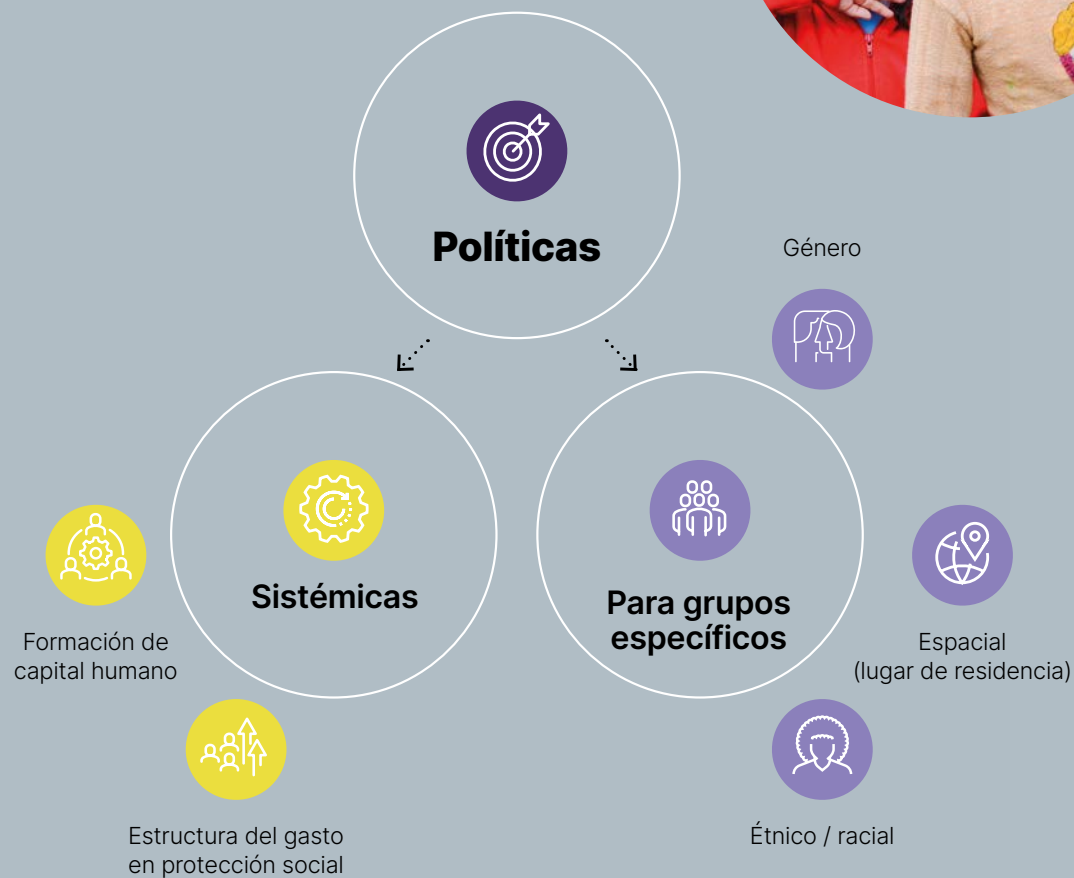 Políticas
Género
Sistémicas
Para grupos
específicos
Formación de
capital humano
Espacial
(lugar de residencia)
Estructura del gasto
en protección social
Étnico / racial